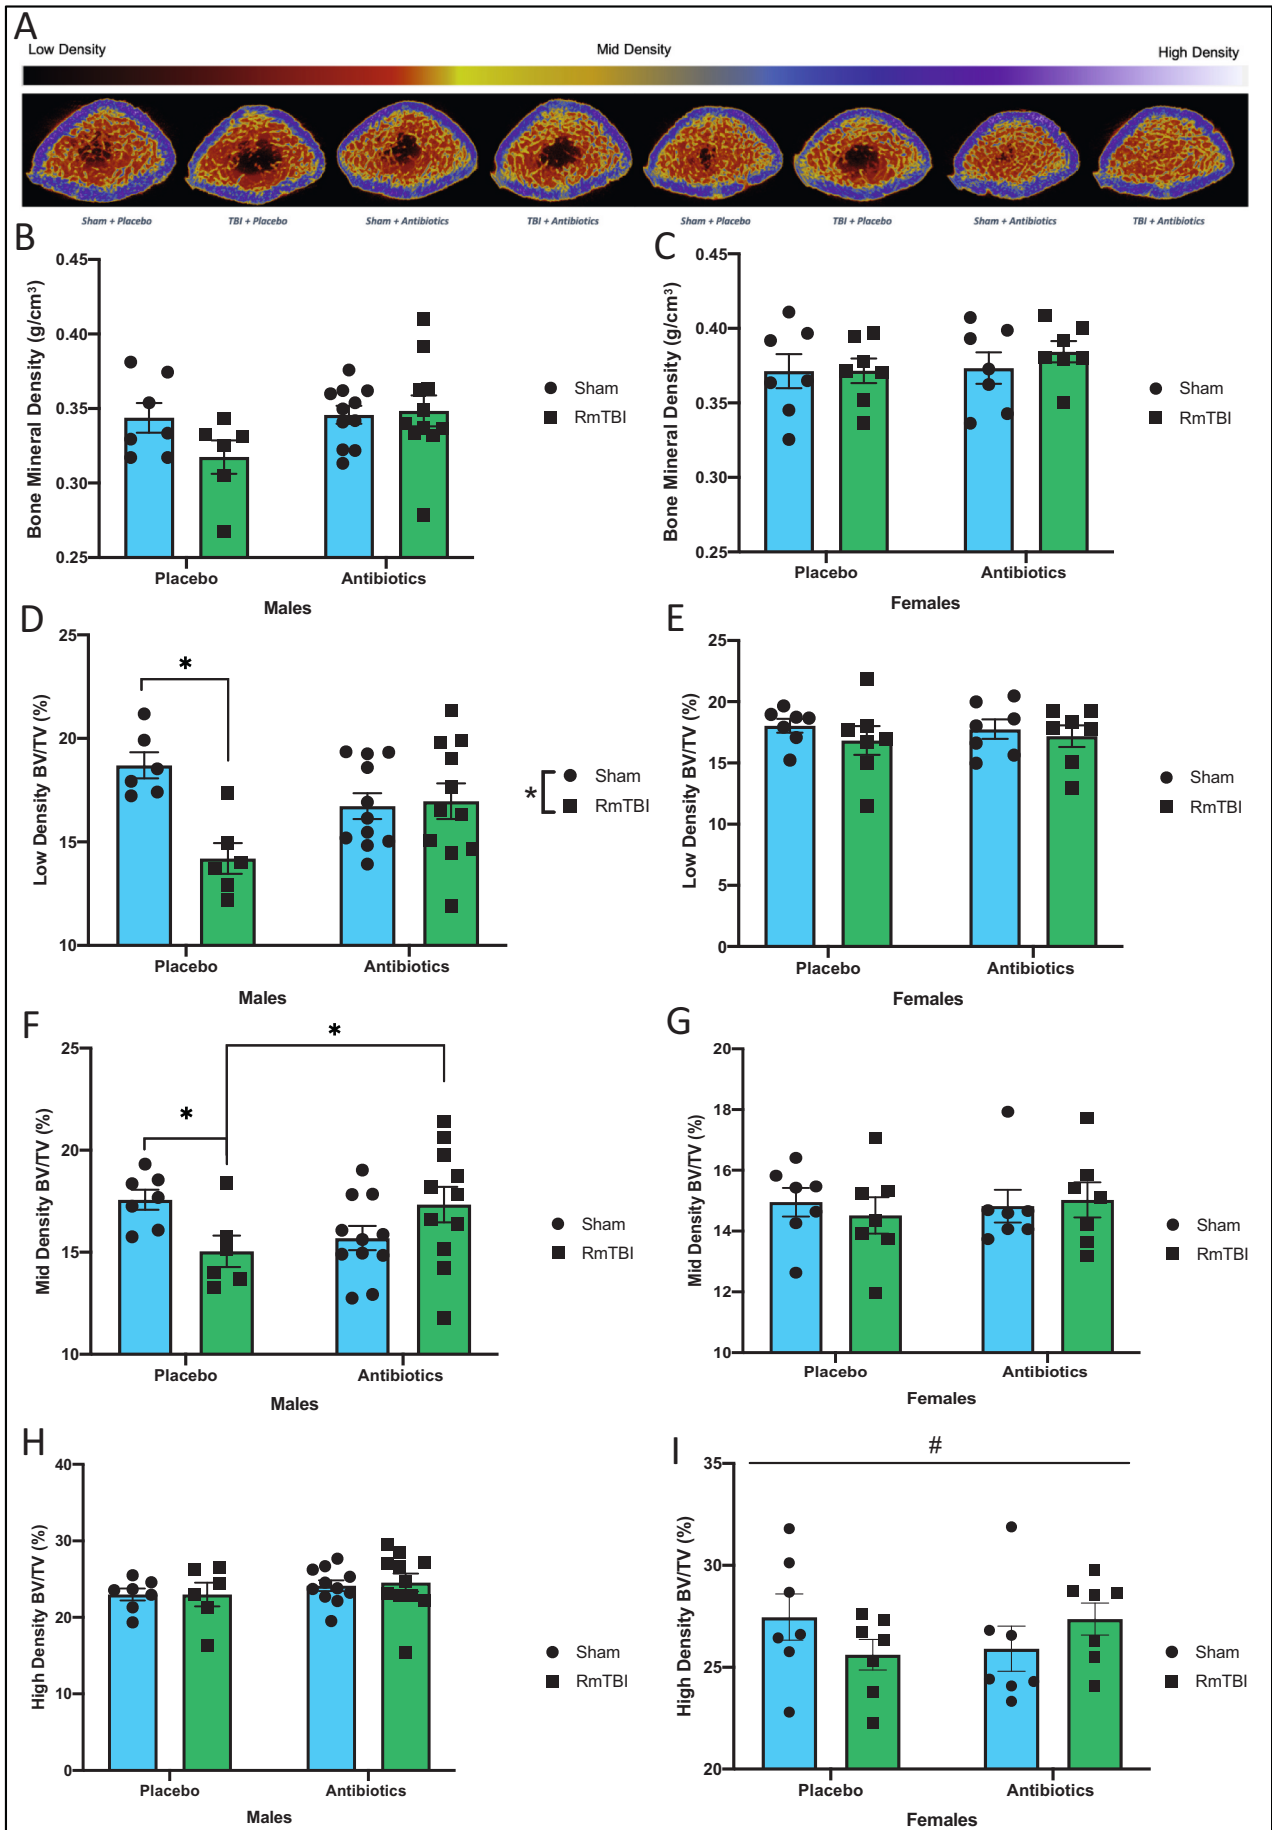 A
Low Density Mid Density High Density
Sham + Placebo TBI + Placebo Sham + Antibiotics TBI + Antibiotics Sham + Placebo TBI + Placebo Sham + Antibiotics TBI + Antibiotics
B
Bone Mineral Density (g/cm³)
0.45
0.40
0.35
0.30
0.25
Placebo Antibiotics
Males
Sham
RmTBI
C
Bone Mineral Density (g/cm³)
0.45
0.40
0.35
0.30
0.25
Placebo Antibiotics
Females
Sham
RmTBI
D
Low Density BV/TV (%)
25
20
15
10
*
Placebo Antibiotics
Males
* Sham
RmTBI
E
Low Density BV/TV (%)
25
20
15
10
5
0
Placebo Antibiotics
Females
Sham
RmTBI
F
Mid Density BV/TV (%)
25
20
15
10
*
*
Placebo Antibiotics
Males
Sham
RmTBI
G
Mid Density BV/TV (%)
20
18
16
14
12
10
Placebo Antibiotics
Females
Sham
RmTBI
H
High Density BV/TV (%)
40
30
20
10
0
Placebo Antibiotics
Males
Sham
RmTBI
I
High Density BV/TV (%)
35
30
25
20
#
Placebo Antibiotics
Females
Sham
RmTBI